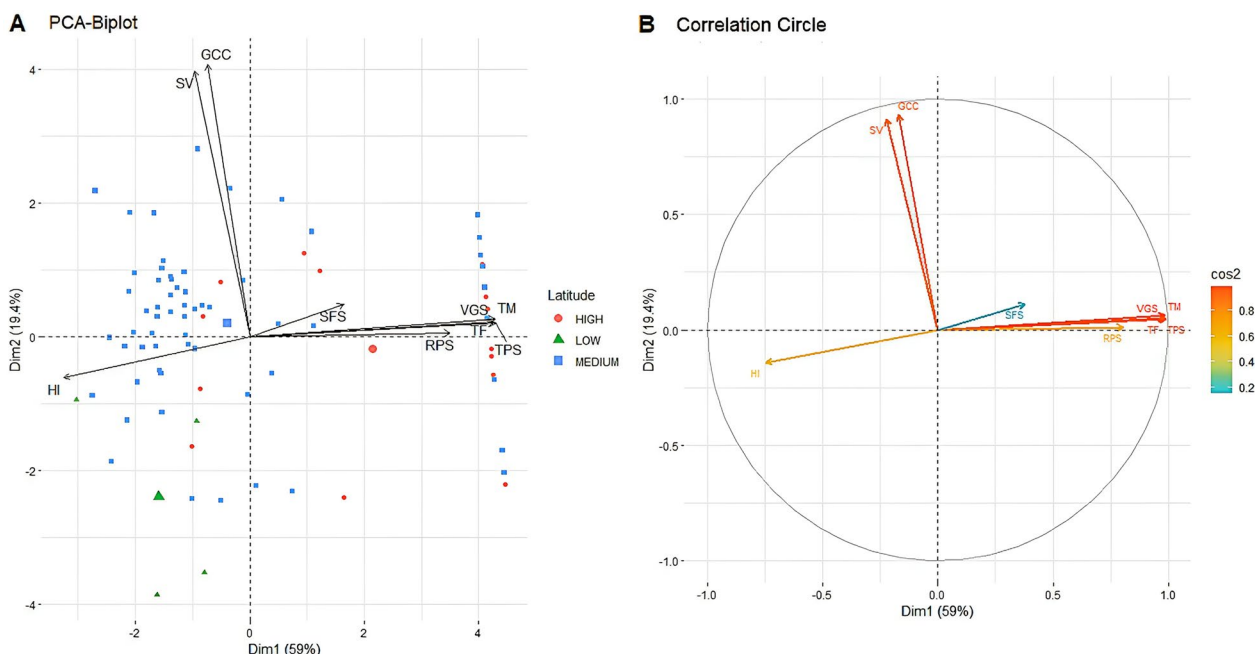 A PCA-Biplot
GCC
SV
SFS
VGS TM
RPS TF TPS
HI
4
2
0
-2
-4
-2 0 2 4
Dim2 (19.4%)
Dim1 (59%)
Latitude
HIGH
LOW
MEDIUM
B Correlation Circle
GCC
SV
SFS
VGS TM
RPS TF TPS
HI
1.0
0.5
0.0
-0.5
-1.0
-1.0 -0.5 0.0 0.5 1.0
Dim2 (19.4%)
Dim1 (59%)
cos2
0.8
0.6
0.4
0.2